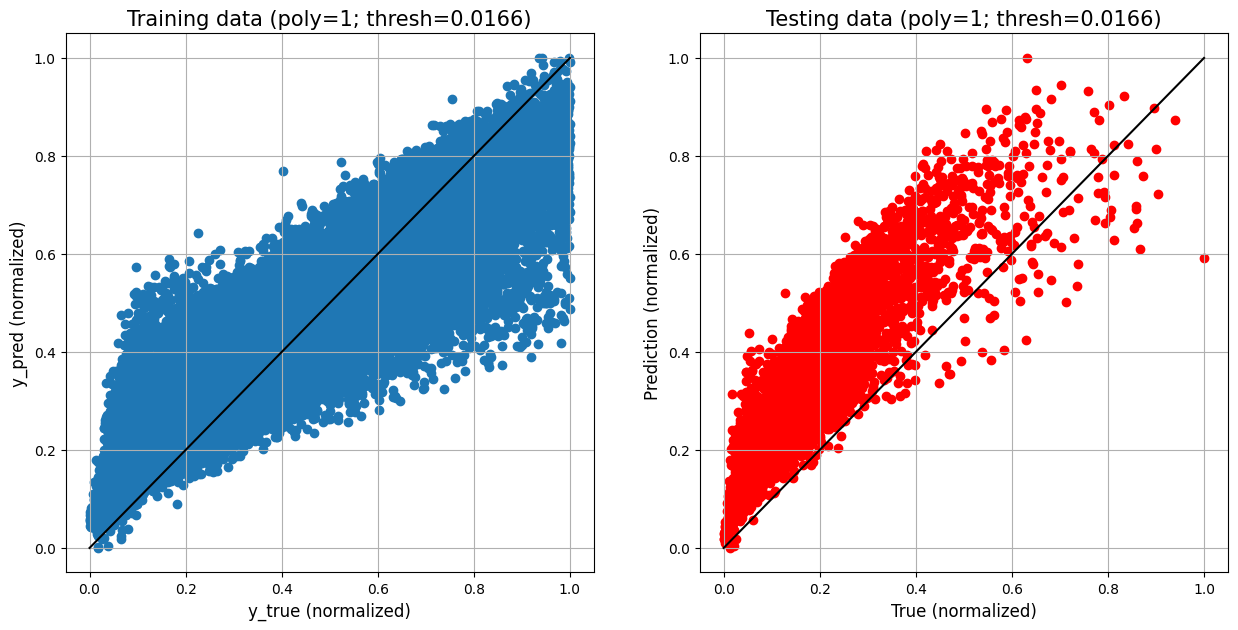 Training data (poly=1; thresh=0.0166)
1.0
0.8
0.6
0.4
0.2
0.0
y_pred (normalized)
0.0 0.2 0.4 0.6 0.8 1.0
y_true (normalized)
Testing data (poly=1; thresh=0.0166)
1.0
0.8
0.6
0.4
0.2
0.0
Prediction (normalized)
0.0 0.2 0.4 0.6 0.8 1.0
True (normalized)